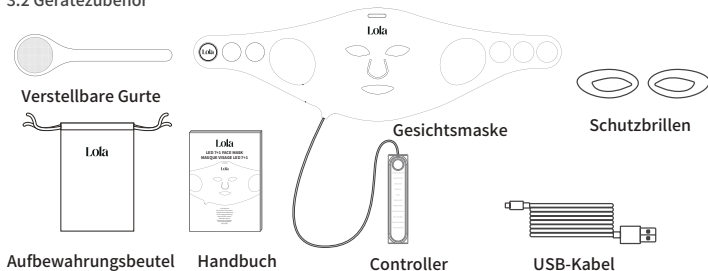 3.2 Gerätezubehör
Lola
Lola
Verstellbare Gurte
Gesichtsmaske
Schutzbrillen
Lola
Lola
LED 7+1 FACE MASK
MASQUE VISAGE LED 7+1
Lola
Aufbewahrungsbeutel
Handbuch
Controller
USB-Kabel